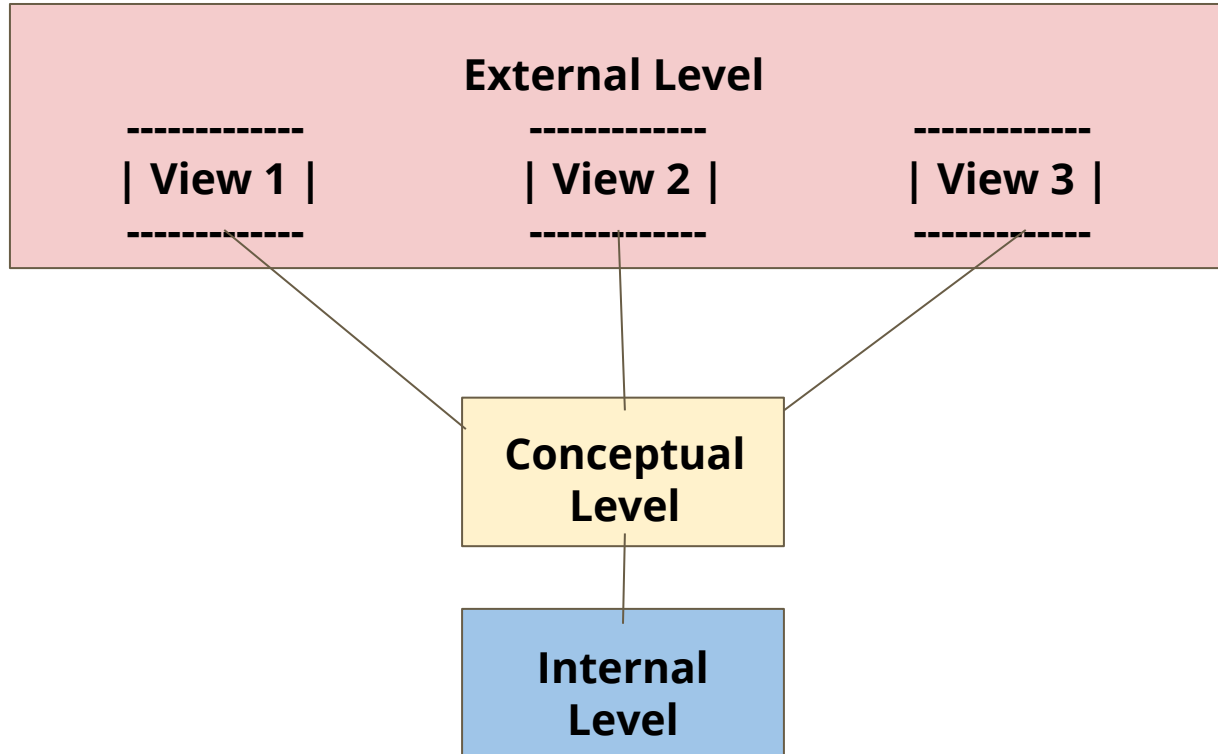 External Level
------------- ------------- -------------
| View 1 | | View 2 | | View 3 |
------------- ------------- -------------
Conceptual
Level
Internal
Level